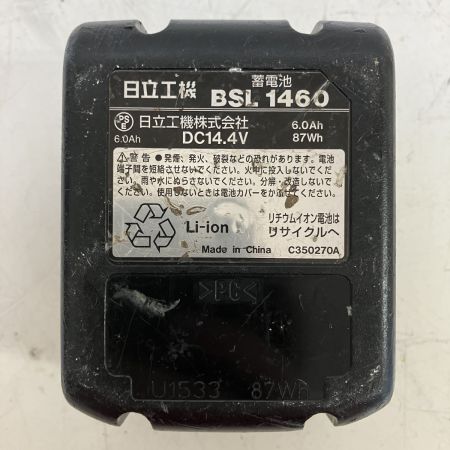 日立工機 蓄電池 BSL 1460
PSE 日立工機株式会社 6.0Ah
6.0Ah DC14.4V 87Wh
⚠警告 ●発煙、発火、破裂などの恐れがあります。電池
端子間を短絡させないでください。火中に投入しないでくだ
さい。雨や水にぬらさないでください。分解・改造しないで
ください。使用しないときは電池カバーをかぶせてください。
Li-ion
リチウムイオン電池は
リサイクルへ
Made in China C350270A
>PC<
U1533 87Wh